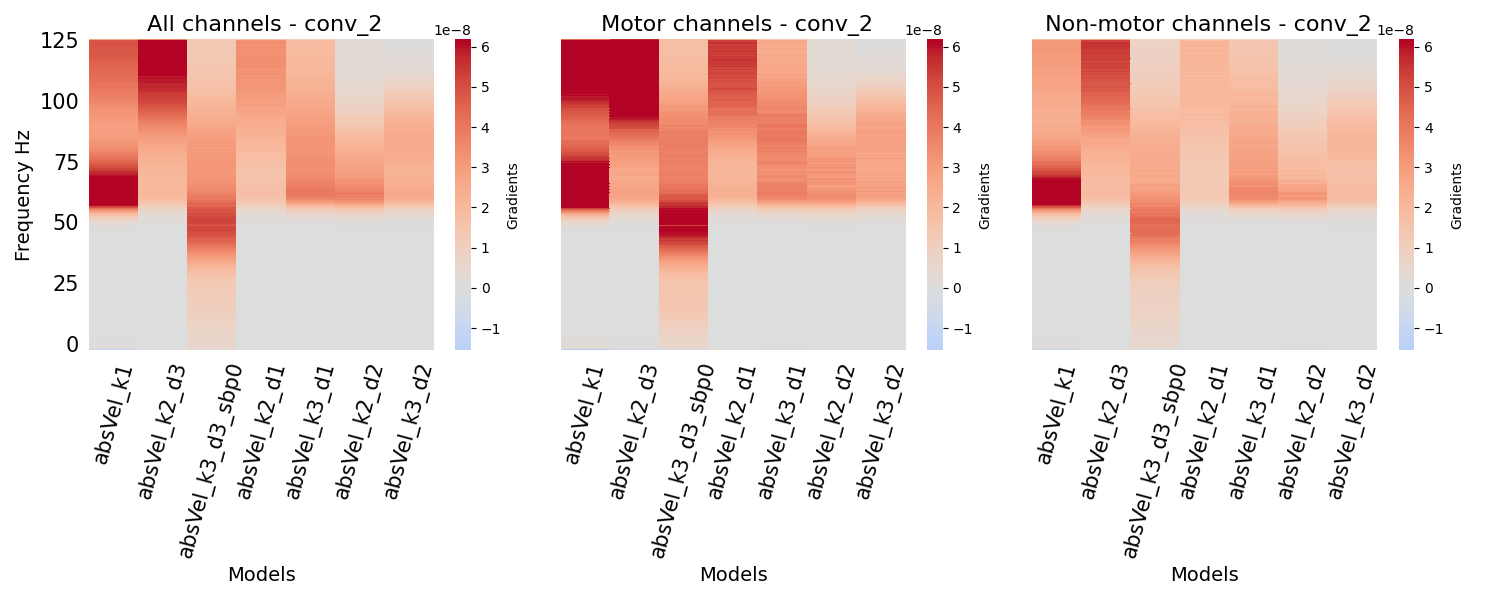 All channels - conv_2
1e−8
Motor channels - conv_2
1e−8
Non-motor channels - conv_2
1e−8
125
100
75
50
25
0
Frequency Hz
6
5
4
3
2
1
0
−1
Gradients
6
5
4
3
2
1
0
−1
Gradients
6
5
4
3
2
1
0
−1
Gradients
absVel_k1
absVel_k2_d3
absVel_k3_d3_sbp0
absVel_k2_d1
absVel_k3_d1
absVel_k2_d2
absVel_k3_d2
absVel_k1
absVel_k2_d3
absVel_k3_d3_sbp0
absVel_k2_d1
absVel_k3_d1
absVel_k2_d2
absVel_k3_d2
absVel_k1
absVel_k2_d3
absVel_k3_d3_sbp0
absVel_k2_d1
absVel_k3_d1
absVel_k2_d2
absVel_k3_d2
Models
Models
Models